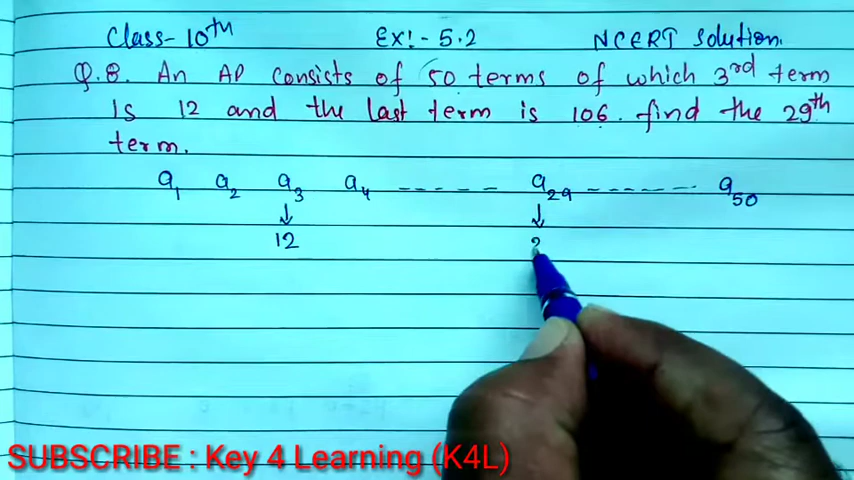 Class- 10th Ex!- 5.2 NCERT Solution.
Q.8. An AP Consists of 50 terms of which 3rd term
Is 12 and the last term is 106. find the 29th
term.
a1 a2 a3 a4 ----- a29 ------ a50
12 ?
SUBSCRIBE : Key 4 Learning (K4L)